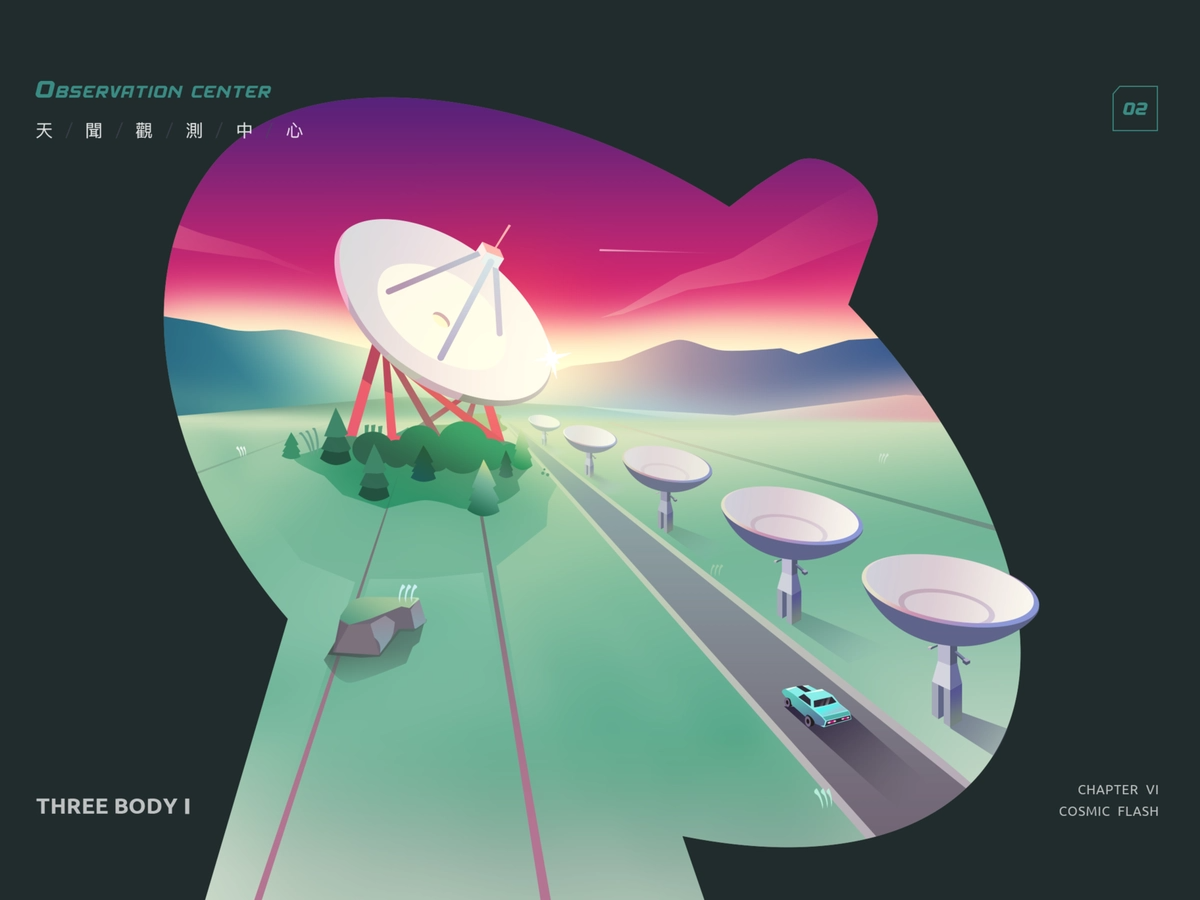 OBSERVATION CENTER
天 / 聞 / 觀 / 測 / 中 心
02
THREE BODY I
CHAPTER VI
COSMIC FLASH